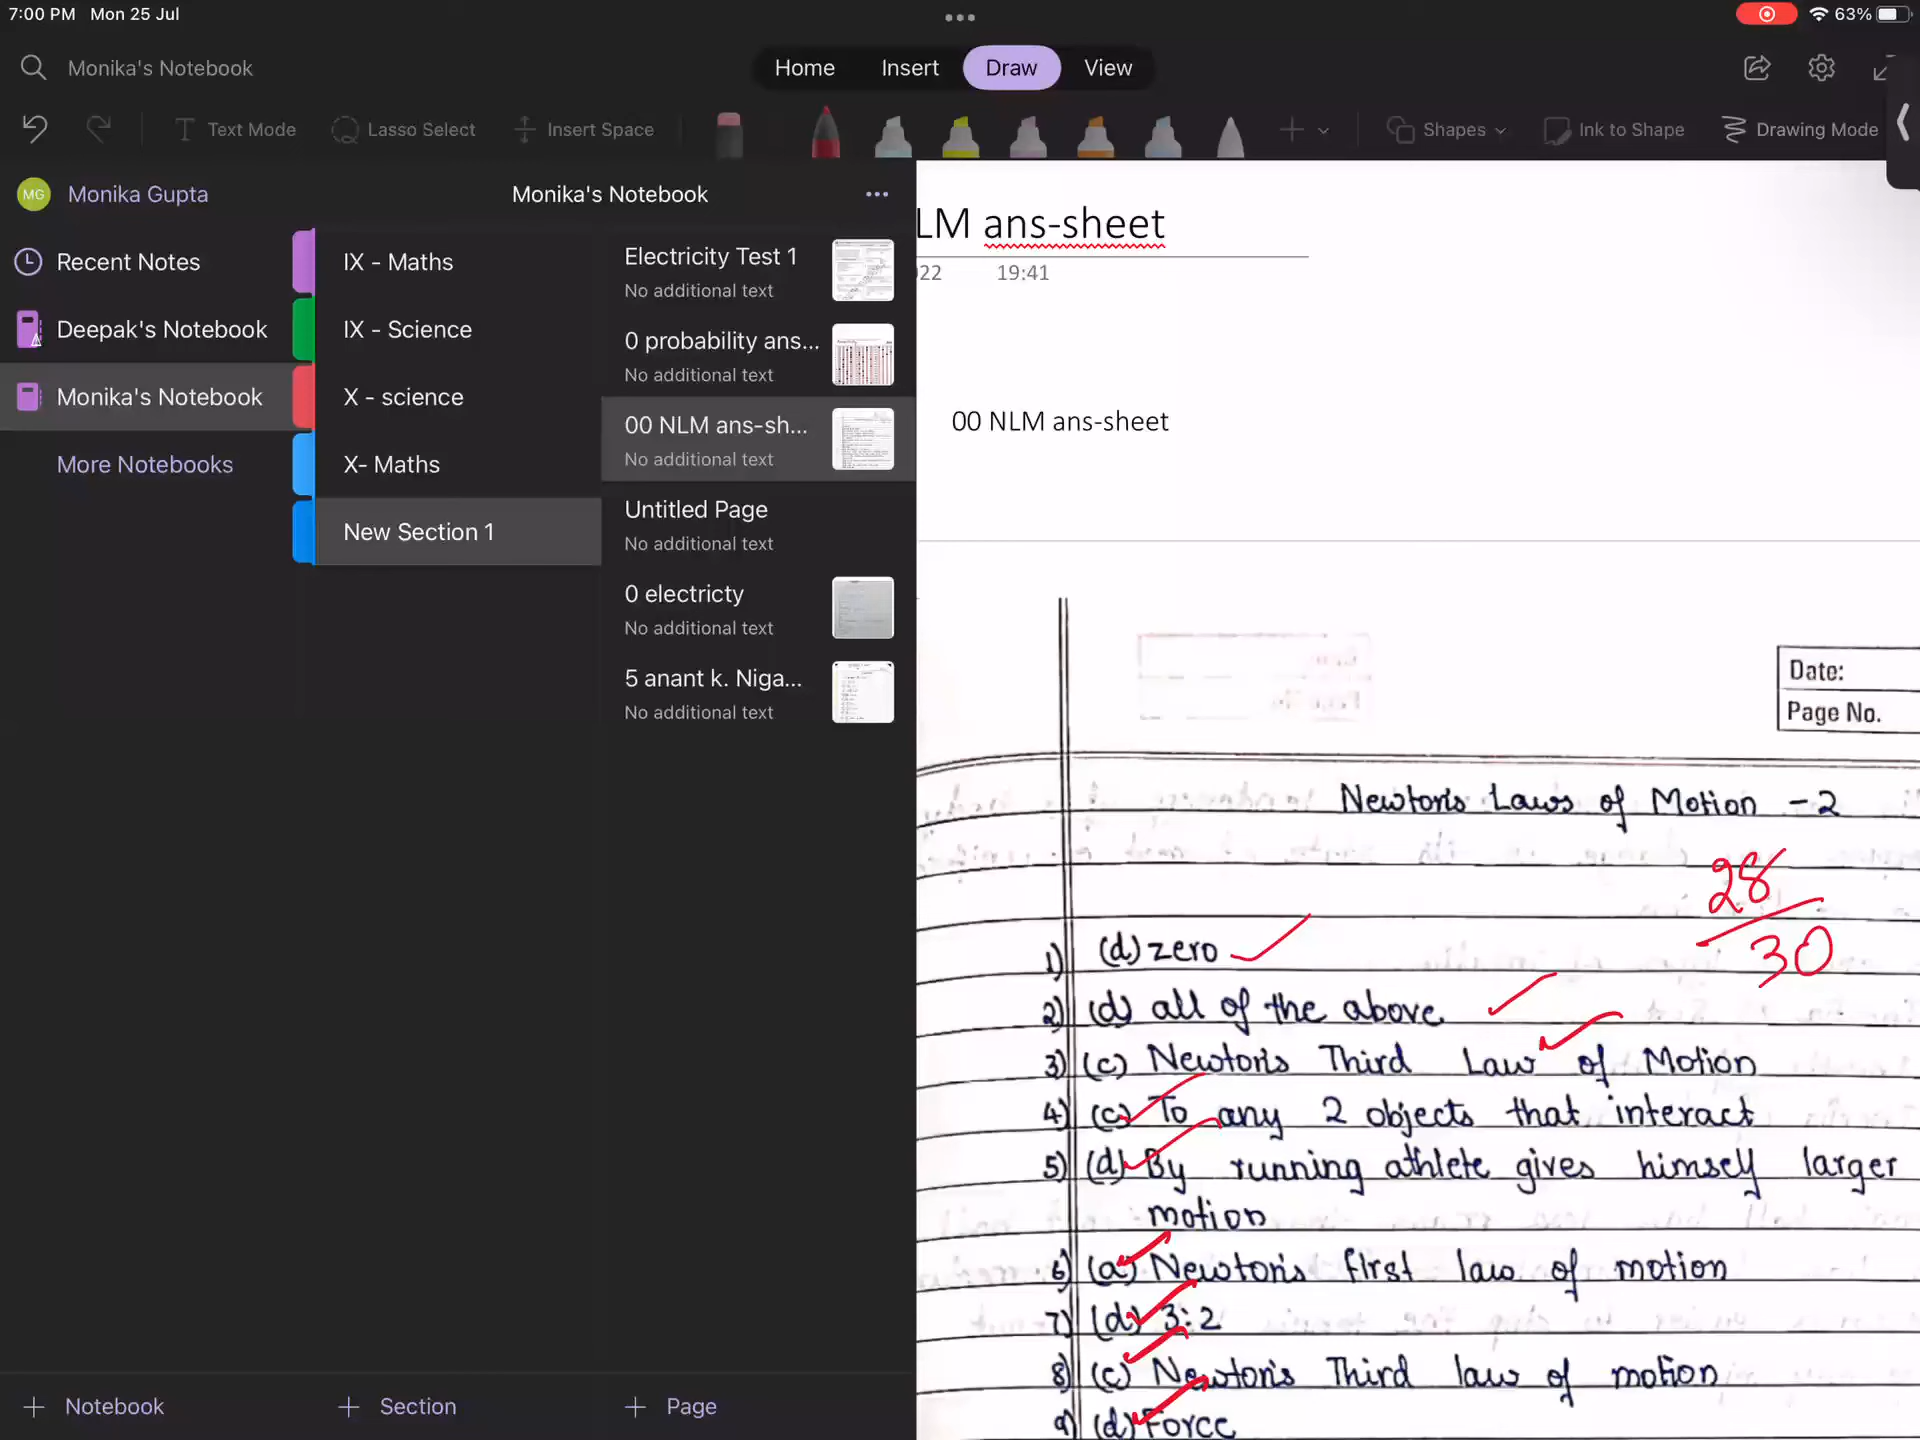 7:00 PM Mon 25 Jul
63%
Monika's Notebook
Home Insert Draw View
Text Mode Lasso Select Insert Space Shapes Ink to Shape Drawing Mode
MG Monika Gupta
Recent Notes
Deepak's Notebook
Monika's Notebook
More Notebooks
IX - Maths
IX - Science
X - science
X- Maths
New Section 1
Monika's Notebook
Electricity Test 1
No additional text
0 probability ans...
No additional text
00 NLM ans-sh...
No additional text
Untitled Page
No additional text
0 electricty
No additional text
5 anant k. Niga...
No additional text
+ Notebook
+ Section
+ Page
LM ans-sheet
22 19:41
00 NLM ans-sheet
Date:
Page No.
Newton's Laws of Motion - 2
28
30
1) (d) zero
2) (d) all of the above
3) (c) Newton's Third Law of Motion
4) (c) To any 2 objects that interact
5) (d) By running athlete gives himself larger
motion
6) (a) Newton's first law of motion
7) (d) 3:2
8) (c) Newton's Third law of motion
9) (d) Force